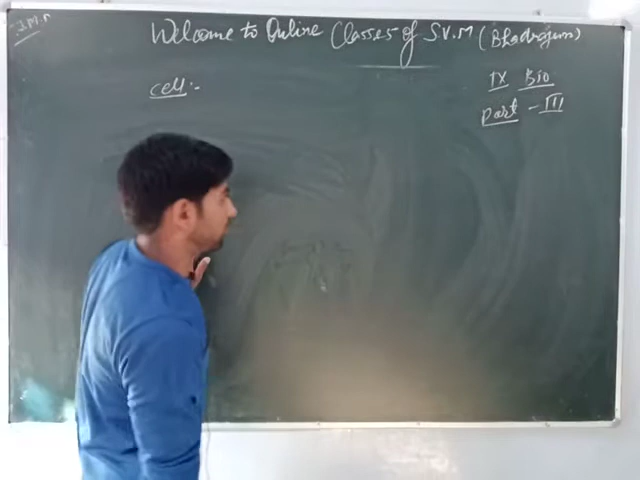 J.M.R
Welcome to Online Classes of S.V.M (Bhadrajun)
IX Bio
Cell:-
Part - III